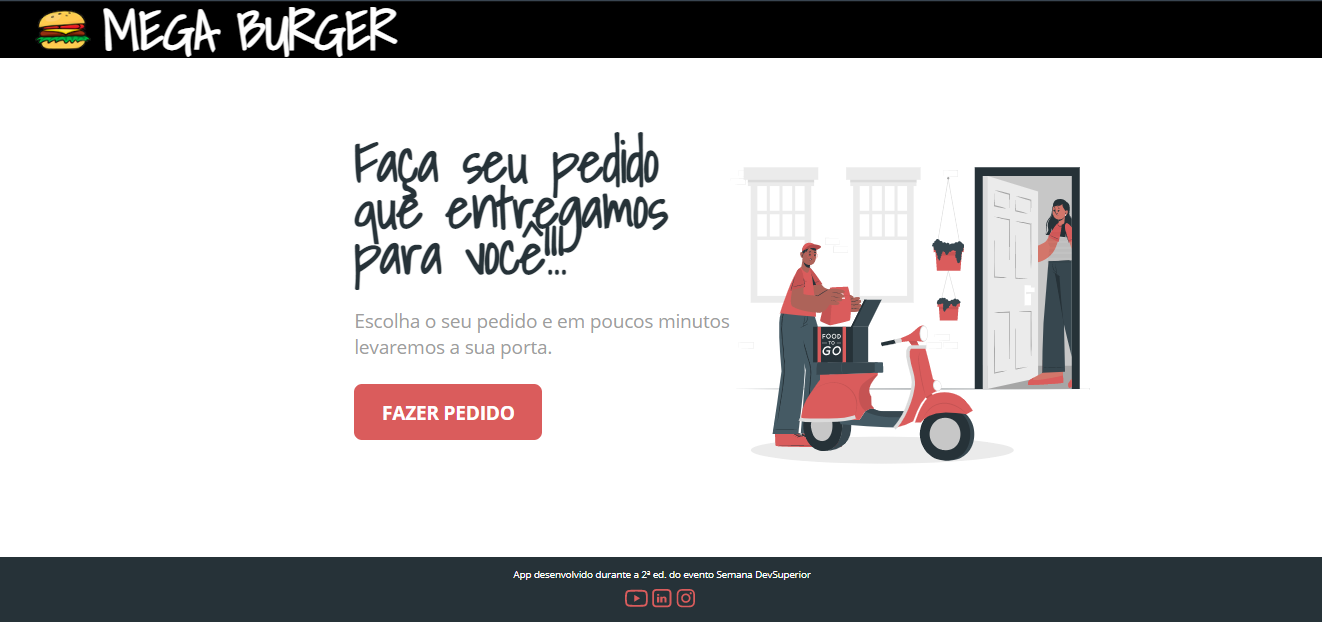 MEGA BURGER
Faça seu pedido
que entregamos
para você!!!
Escolha o seu pedido e em poucos minutos
levaremos a sua porta.
FAZER PEDIDO
FOOD
TO
GO
App desenvolvido durante a 2ª ed. do evento Semana DevSuperior
in